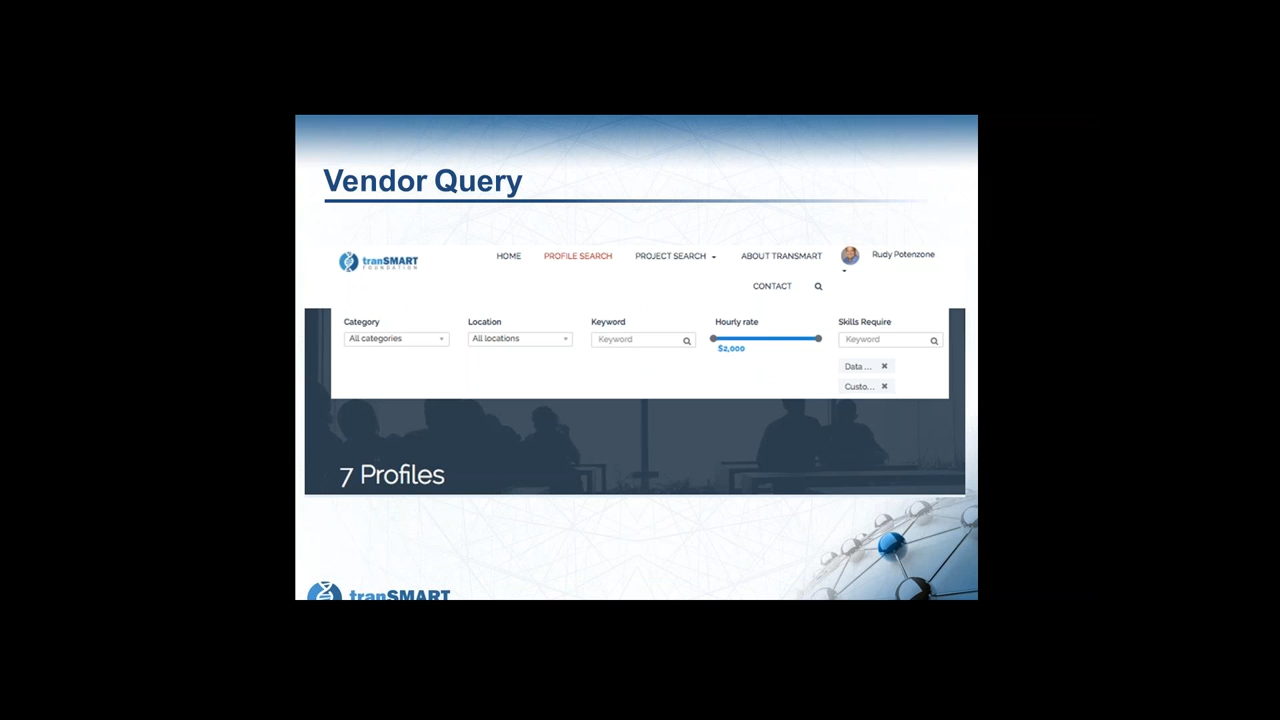 Vendor Query
tranSMART
FOUNDATION
HOME PROFILE SEARCH PROJECT SEARCH ABOUT TRANSMART Rudy Potenzone
CONTACT
Category Location Keyword Hourly rate Skills Require
All categories All locations Keyword Keyword
$2,000
Data ...
Custo...
7 Profiles
tranSMART